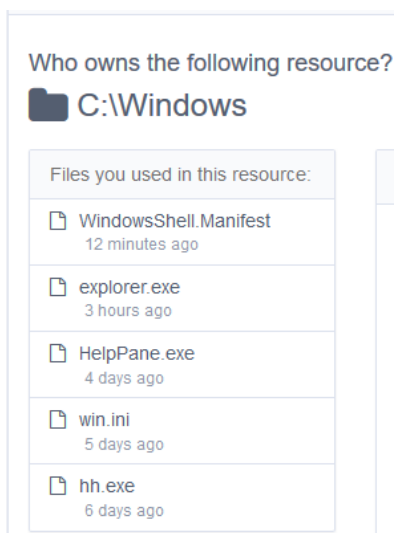 Who owns the following resource?
C:\Windows
Files you used in this resource:
WindowsShell.Manifest
12 minutes ago
explorer.exe
3 hours ago
HelpPane.exe
4 days ago
win.ini
5 days ago
hh.exe
6 days ago